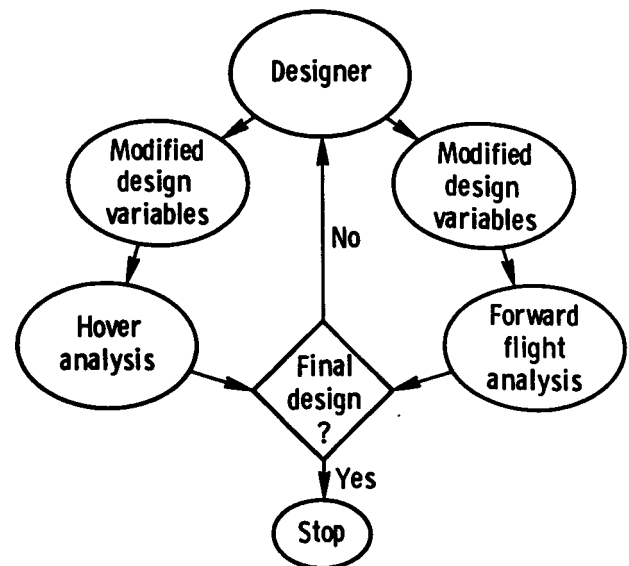 Designer
Modified
design
variables
Modified
design
variables
No
Hover
analysis
Final
design
?
Forward
flight
analysis
Yes
Stop